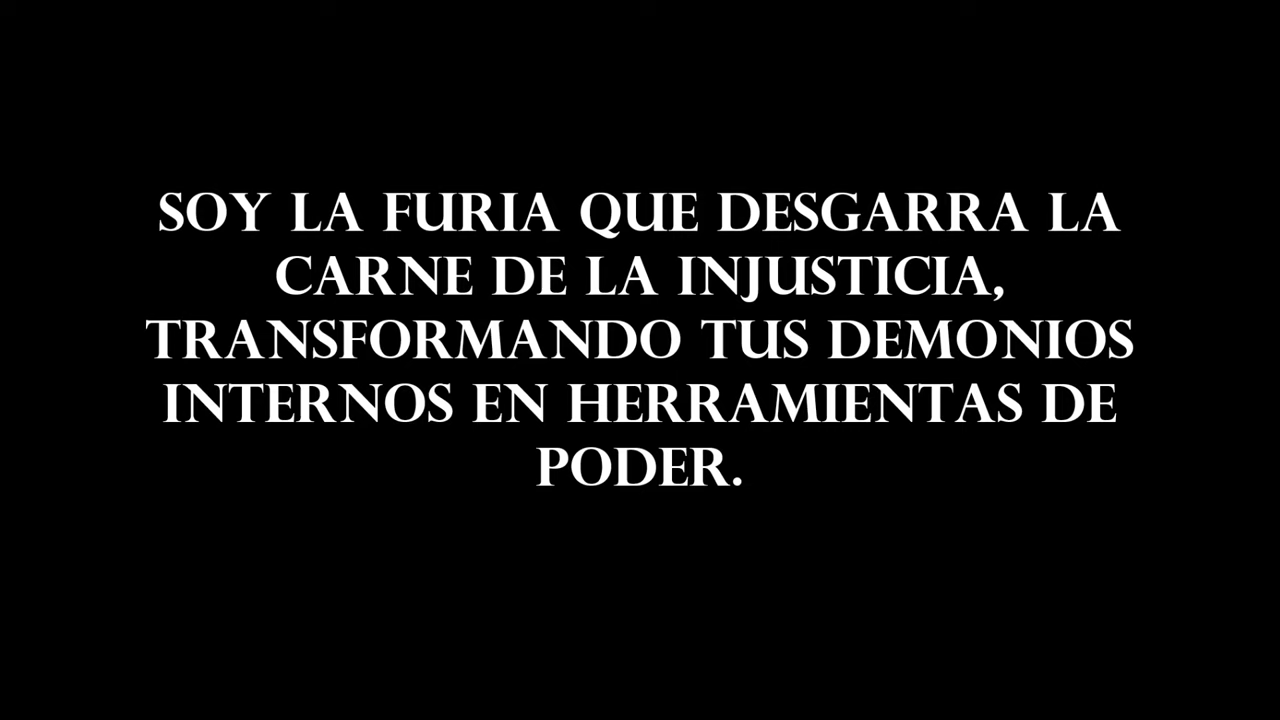 SOY LA FURIA QUE DESGARRA LA
CARNE DE LA INJUSTICIA,
TRANSFORMANDO TUS DEMONIOS
INTERNOS EN HERRAMIENTAS DE
PODER.